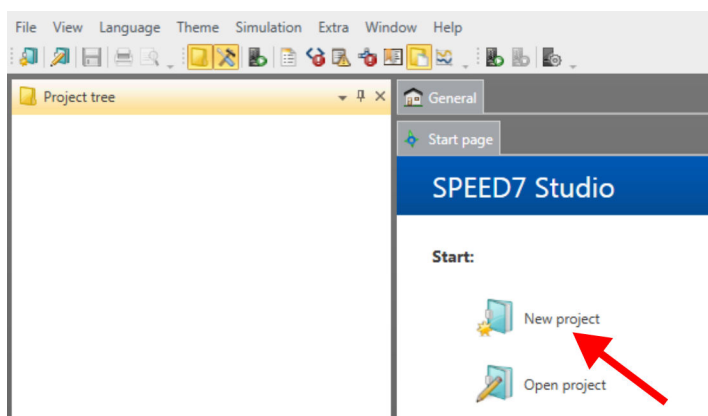 File View Language Theme Simulation Extra Window Help
Project tree
General
Start page
SPEED7 Studio
Start:
New project
Open project